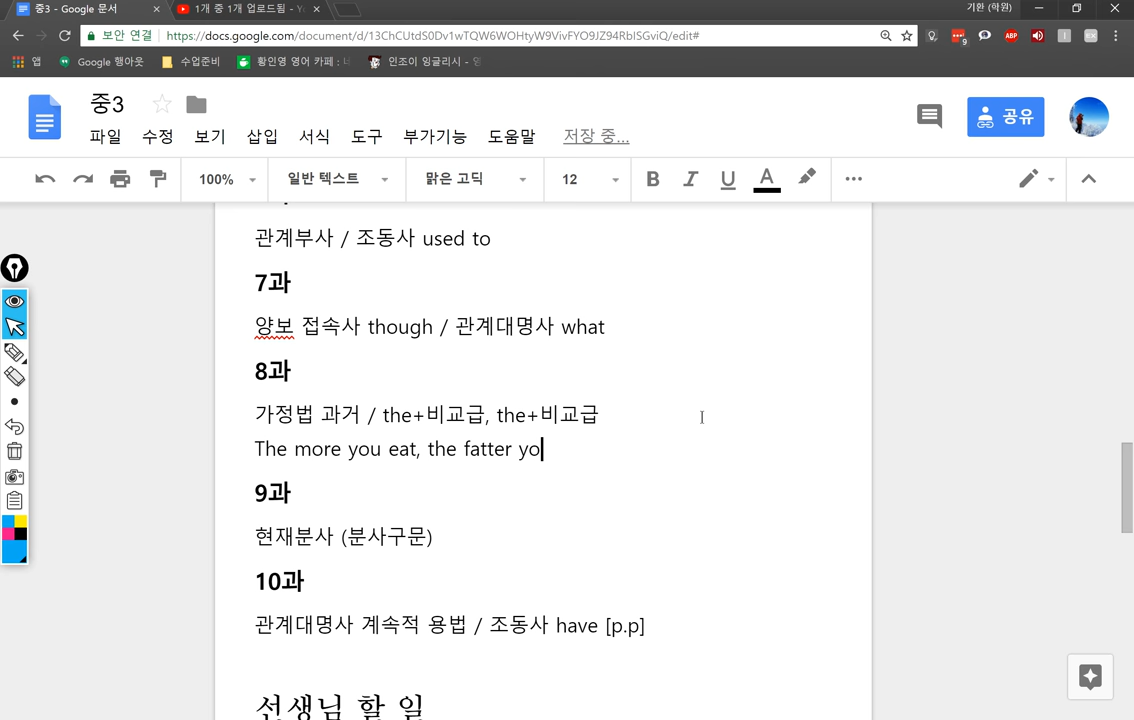 중3 - Google 문서
1개 중 1개 업로드됨 - Y
기환 (학원)
보안 연결
https://docs.google.com/document/d/13ChCUtdS0Dv1wTQW6WOHtyW9VivFYO9JZ94RbISGviQ/edit#
9
ABP
앱
Google 행아웃
수업준비
황인영 영어 카페 : 네
인조이 잉글리시 -
중3
파일 수정 보기 삽입 서식 도구 부가기능 도움말 저장 중...
공유
100% 일반 텍스트 맑은 고딕 12 B I U A
관계부사 / 조동사 used to
7과
양보 접속사 though / 관계대명사 what
8과
가정법 과거 / the+비교급, the+비교급
The more you eat, the fatter yo
9과
현재분사 (분사구문)
10과
관계대명사 계속적 용법 / 조동사 have [p.p]
선생님 할 일